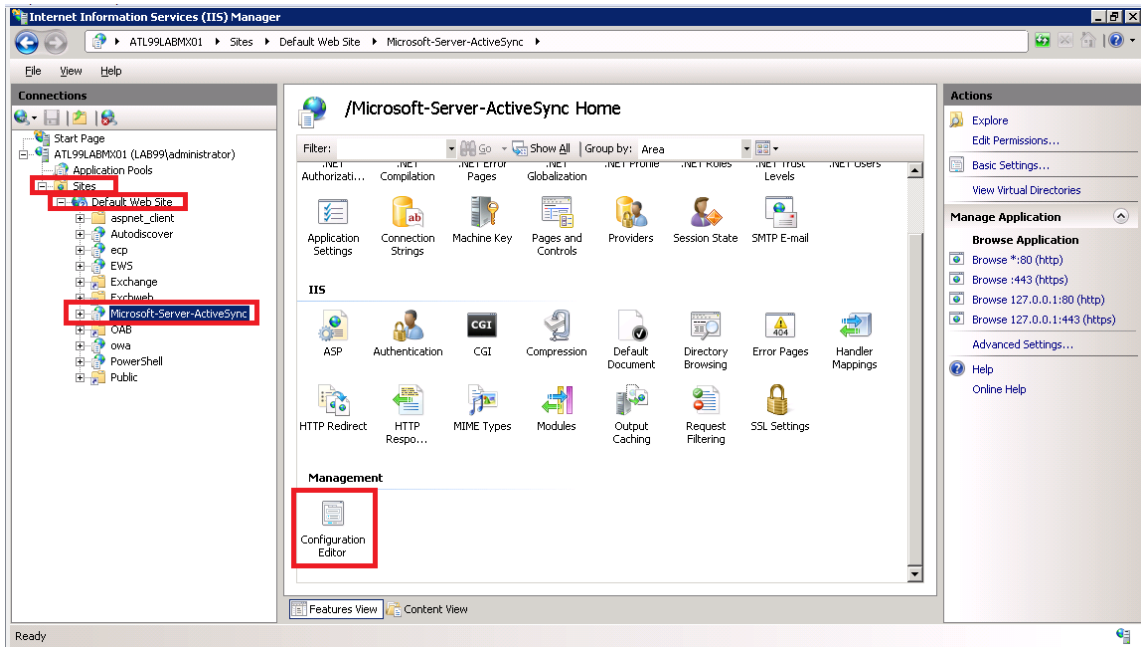 Internet Information Services (IIS) Manager
ATL99LABMX01 Sites Default Web Site Microsoft-Server-ActiveSync
File View Help
Connections
Start Page
ATL99LABMX01 (LAB99\administrator)
Application Pools
Sites
Default Web Site
aspnet_client
Autodiscover
ecp
EWS
Exchange
Exchweb
Microsoft-Server-ActiveSync
OAB
owa
PowerShell
Public
/Microsoft-Server-ActiveSync Home
Filter: Go Show All Group by: Area
.NET Authorizati...
.NET Compilation
.NET Error Pages
.NET Globalization
.NET Profile
.NET Roles
.NET Trust Levels
.NET Users
Application Settings
Connection Strings
Machine Key
Pages and Controls
Providers
Session State
SMTP E-mail
ab
IIS
CGI
404
ASP
Authentication
CGI
Compression
Default Document
Directory Browsing
Error Pages
Handler Mappings
HTTP Redirect
HTTP Respo...
MIME Types
Modules
Output Caching
Request Filtering
SSL Settings
Management
Configuration Editor
Features View Content View
Actions
Explore
Edit Permissions...
Basic Settings...
View Virtual Directories
Manage Application
Browse Application
Browse *:80 (http)
Browse :443 (https)
Browse 127.0.0.1:80 (http)
Browse 127.0.0.1:443 (https)
Advanced Settings...
Help
Online Help
Ready